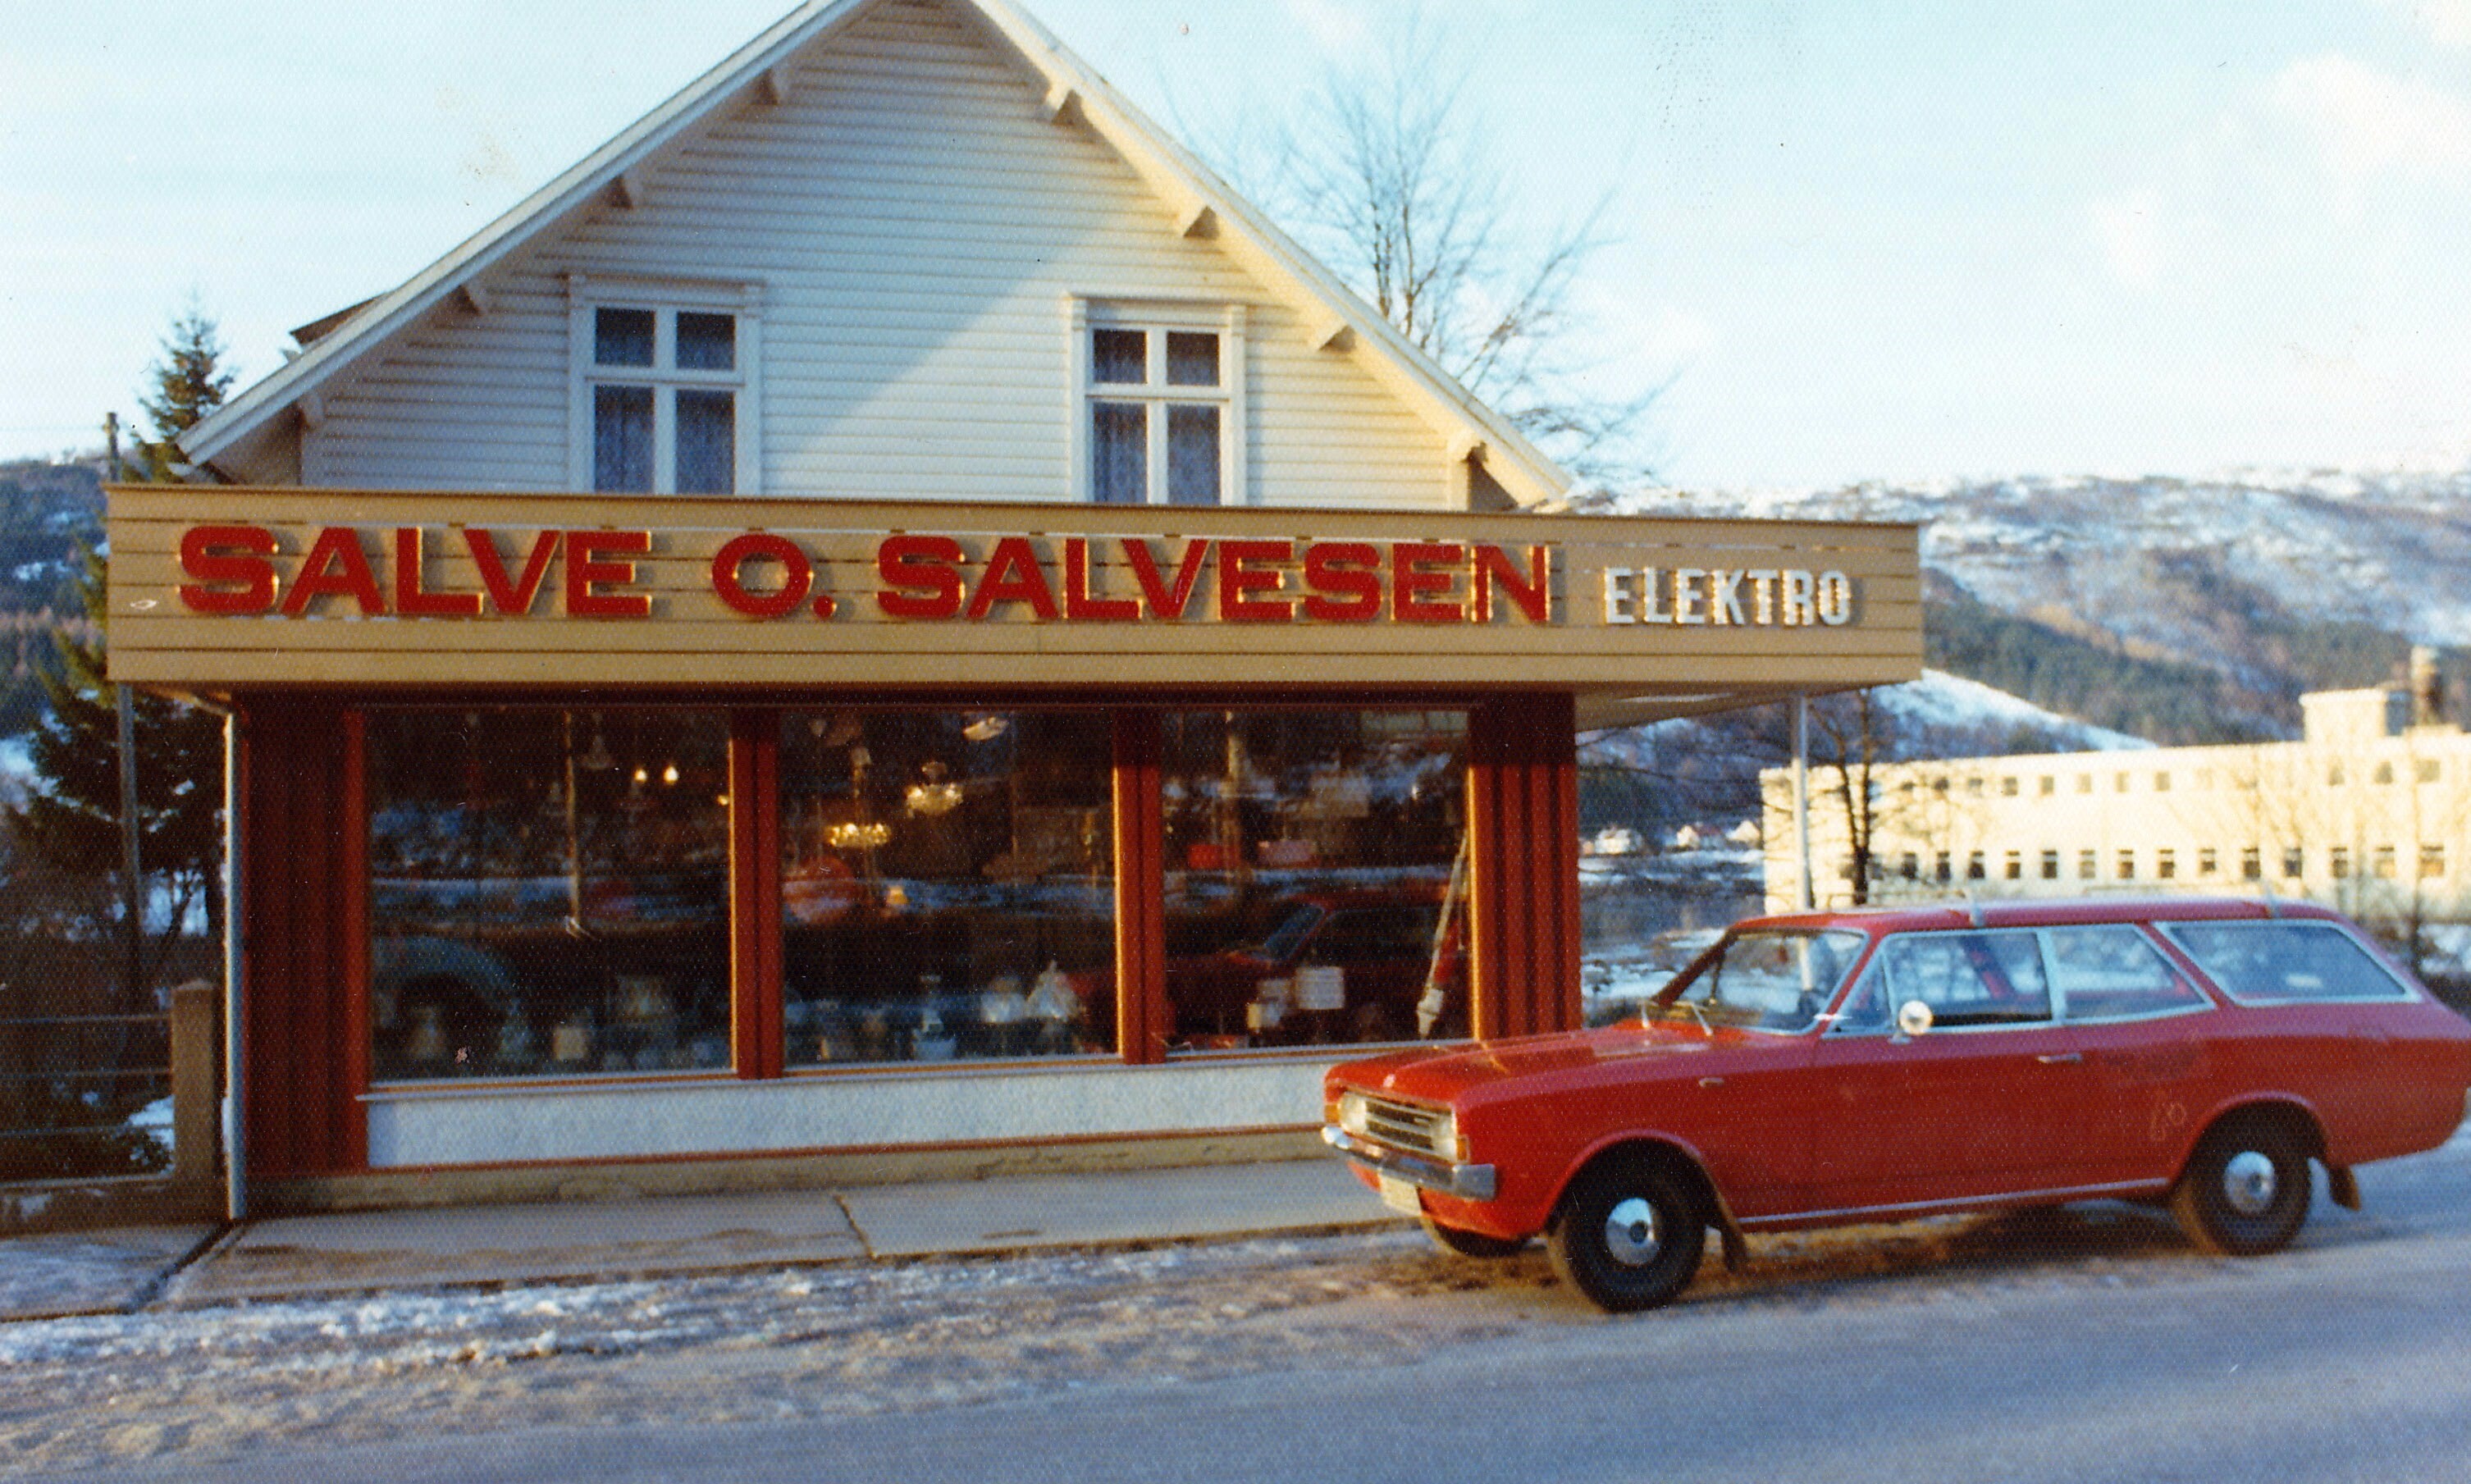 SALVE O. SALVESEN ELEKTRO